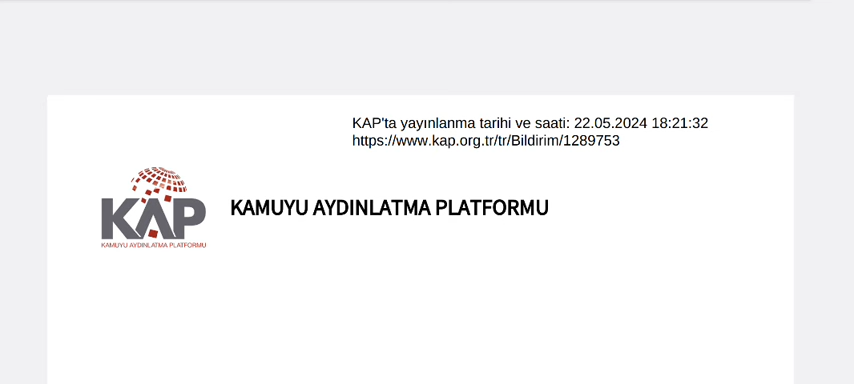 KAP'ta yayınlanma tarihi ve saati: 22.05.2024 18:21:32
https://www.kap.org.tr/tr/Bildirim/1289753
KAP
KAMUYU AYDINLATMA PLATFORMU
KAMUYU AYDINLATMA PLATFORMU